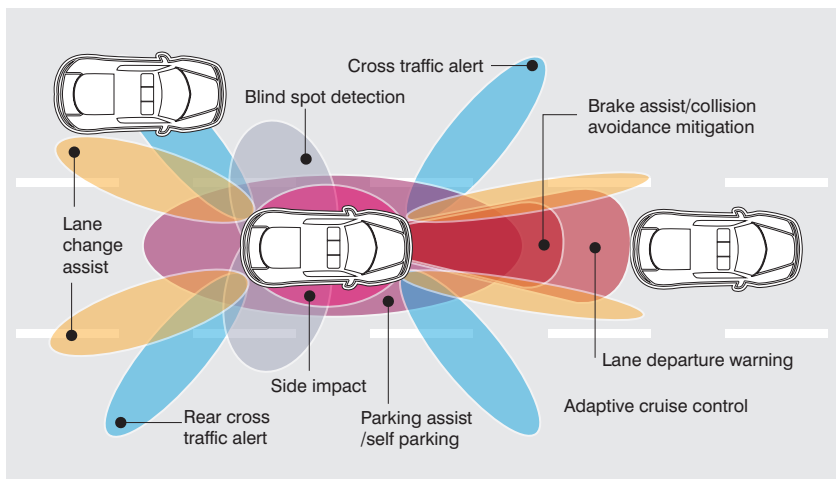 Cross traffic alert
Blind spot detection
Brake assist/collision
avoidance mitigation
Lane
change
assist
Side impact
Rear cross
traffic alert
Parking assist
/self parking
Lane departure warning
Adaptive cruise control